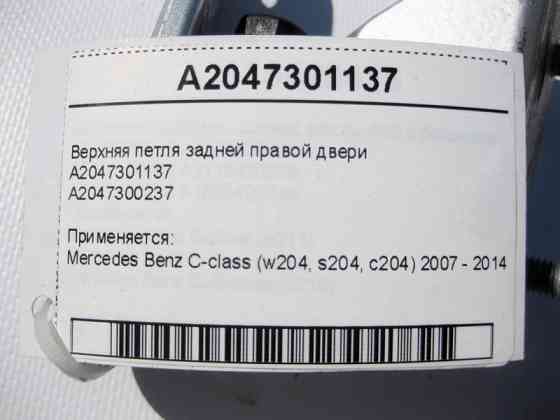 A2047301137
Верхняя петля задней правой двери
A2047301137
A2047300237
Применяется:
Mercedes Benz C-class (w204, s204, c204) 2007 - 2014